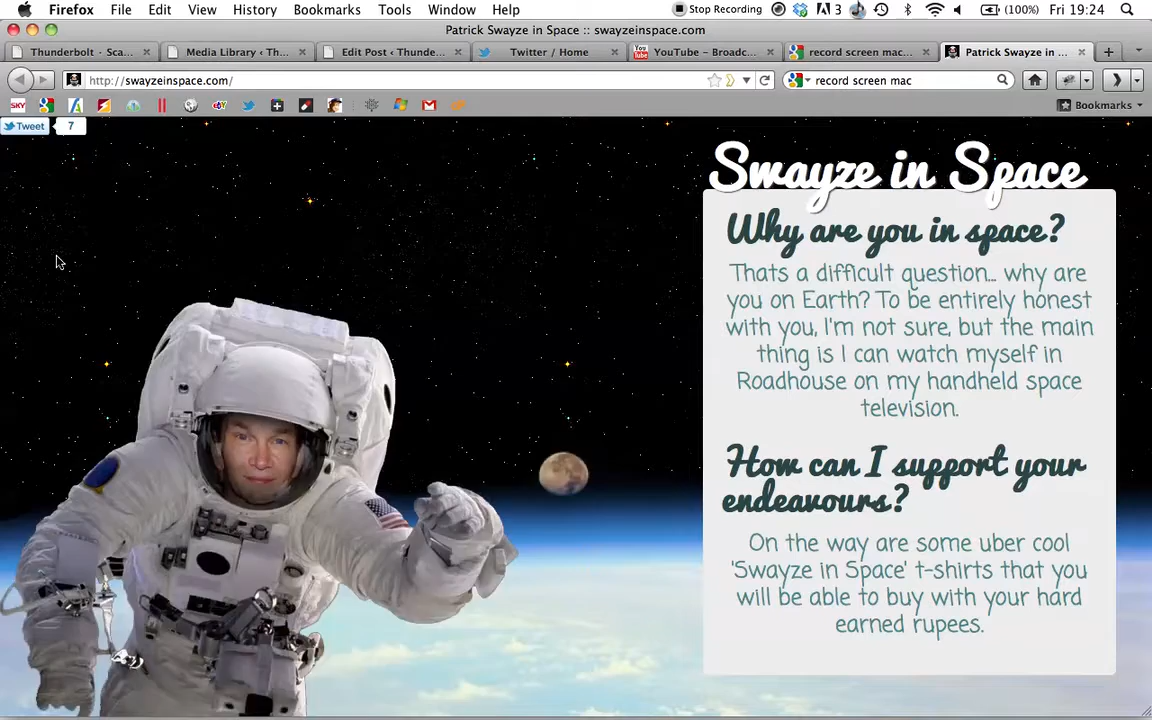 Firefox File Edit View History Bookmarks Tools Window Help Stop Recording 3 (100%) Fri 19:24
Patrick Swayze in Space :: swayzeinspace.com
Thunderbolt - Sca... Media Library ‹ Th... Edit Post ‹ Thunde... Twitter / Home YouTube - Broadc... record screen mac... Patrick Swayze in ...
http://swayzeinspace.com/ record screen mac
SKY ebY Bookmarks
Tweet 7
Swayze in Space
Why are you in space?
Thats a difficult question... why are
you on Earth? To be entirely honest
with you, I'm not sure, but the main
thing is I can watch myself in
Roadhouse on my handheld space
television.
How can I support your
endeavours?
On the way are some uber cool
'Swayze in Space' t-shirts that you
will be able to buy with your hard
earned rupees.